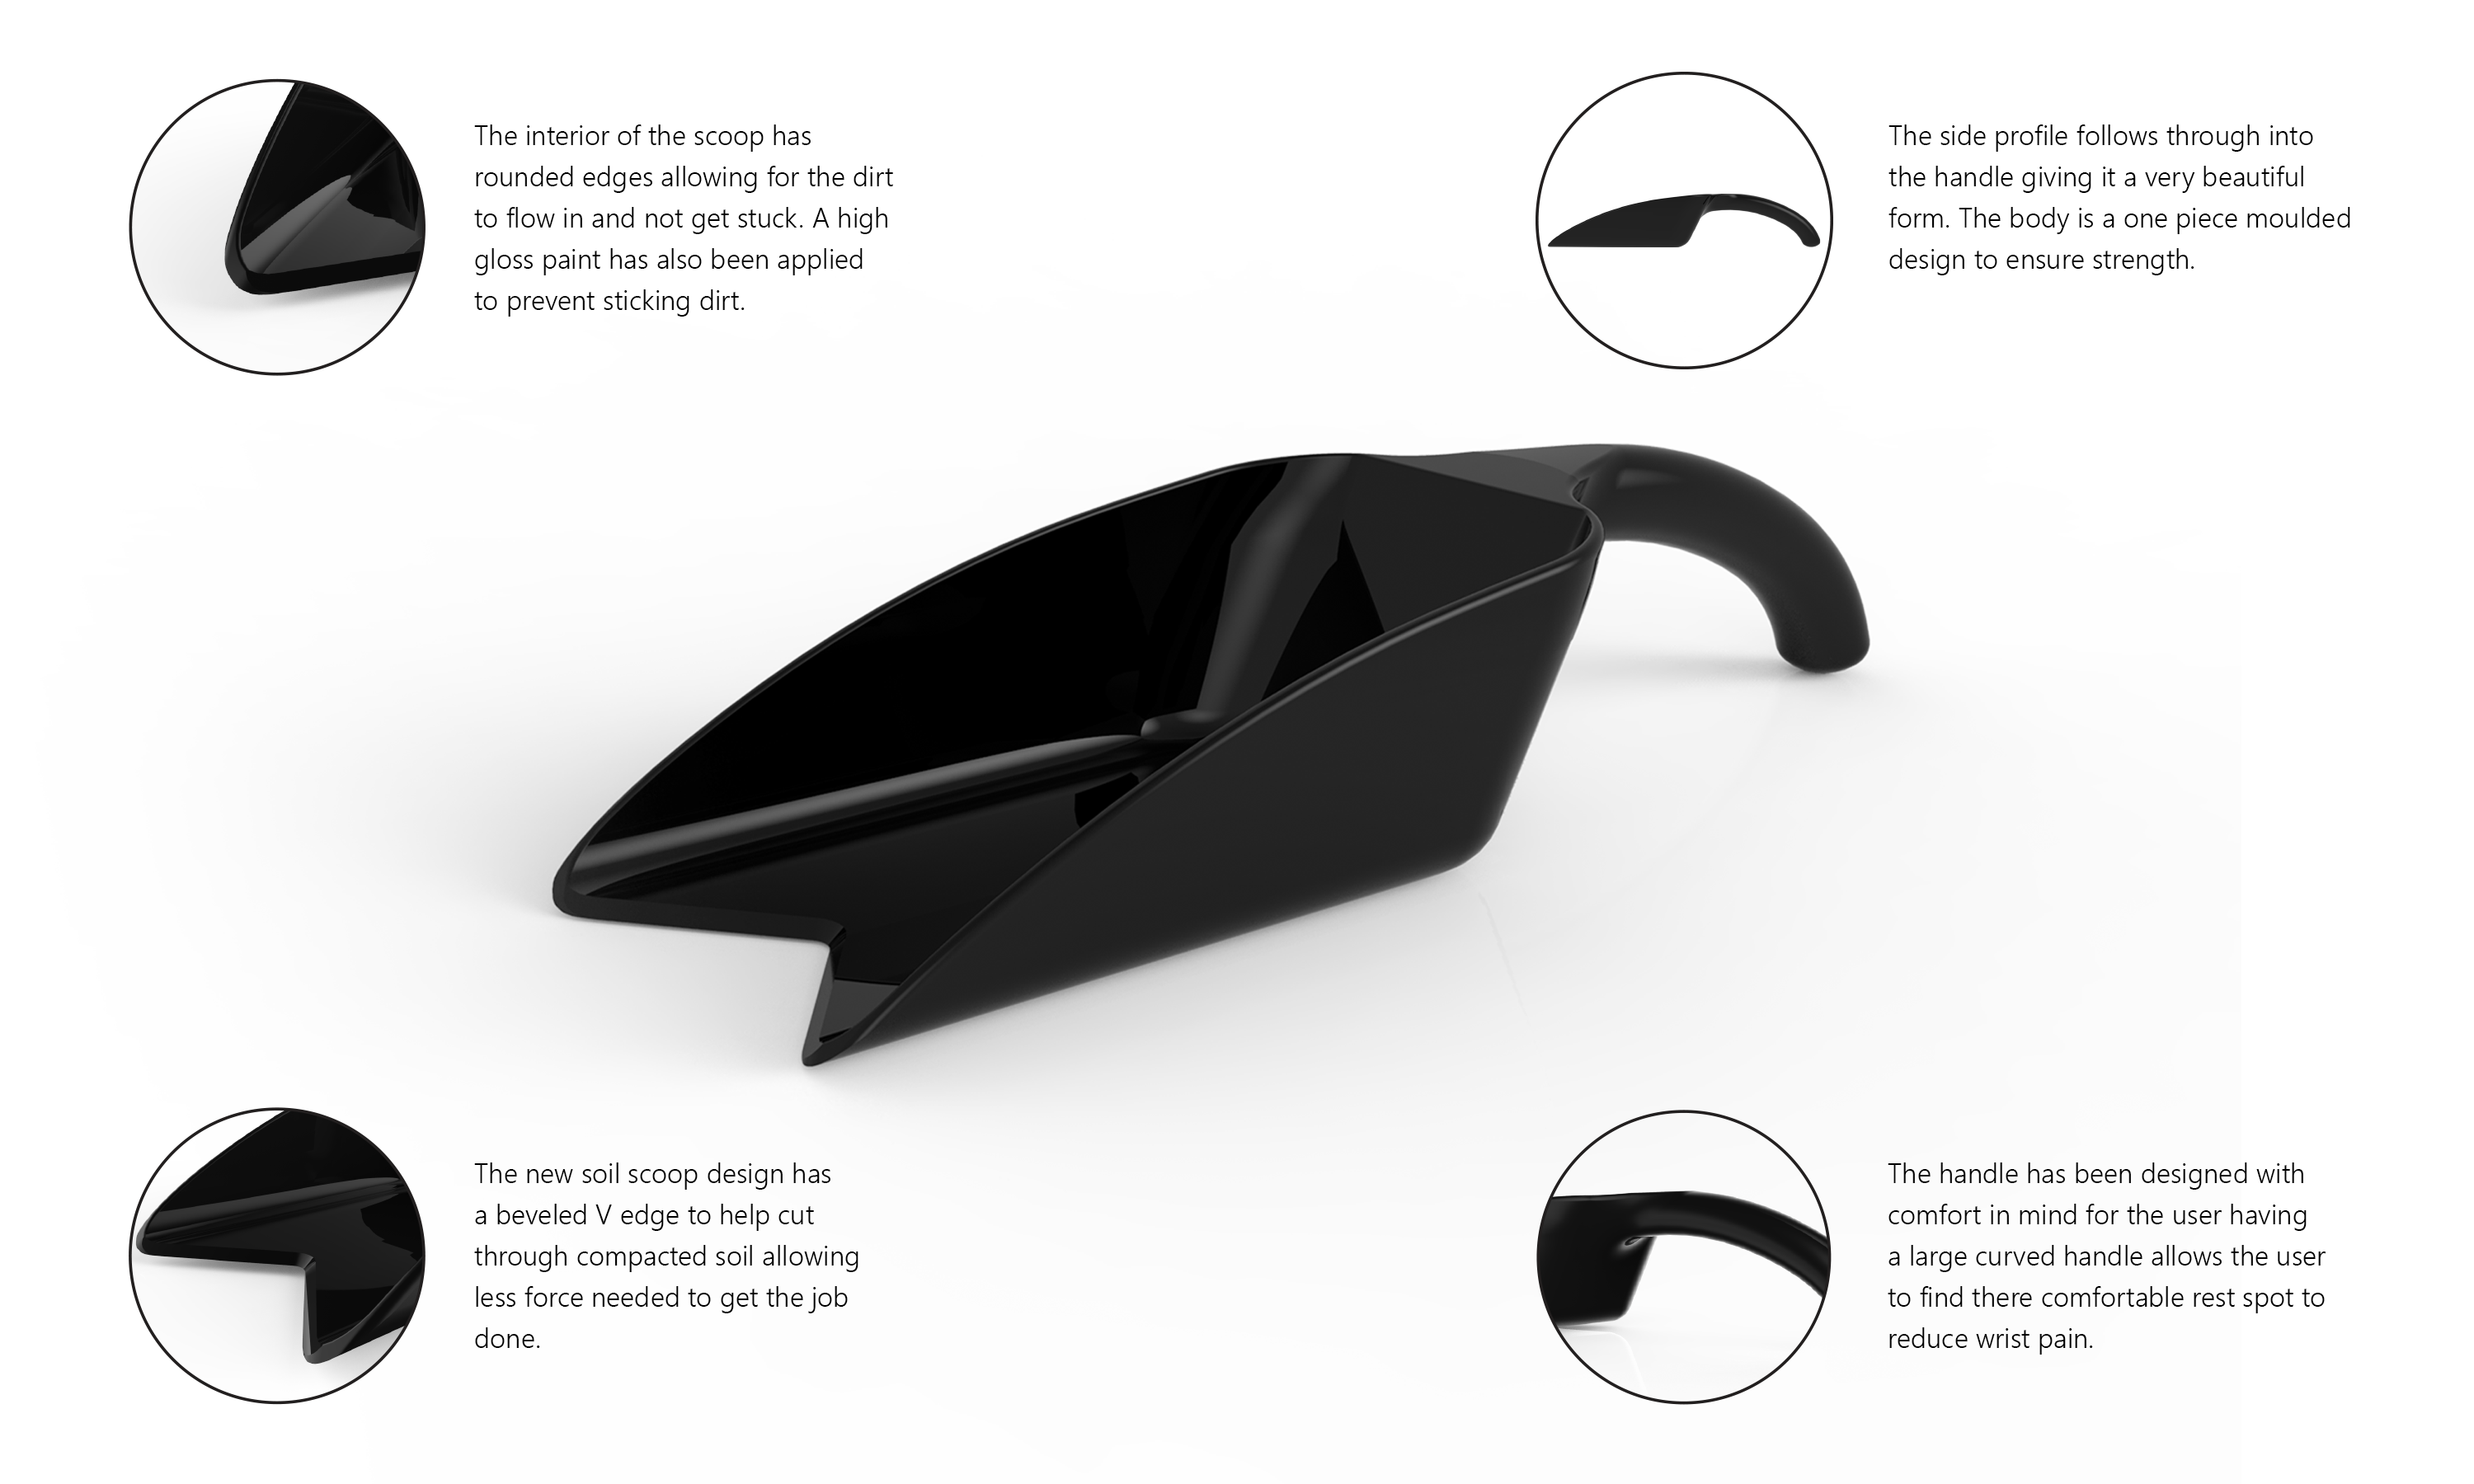 The interior of the scoop has
rounded edges allowing for the dirt
to flow in and not get stuck. A high
gloss paint has also been applied
to prevent sticking dirt.
The side profile follows through into
the handle giving it a very beautiful
form. The body is a one piece moulded
design to ensure strength.
The new soil scoop design has
a beveled V edge to help cut
through compacted soil allowing
less force needed to get the job
done.
The handle has been designed with
comfort in mind for the user having
a large curved handle allows the user
to find there comfortable rest spot to
reduce wrist pain.